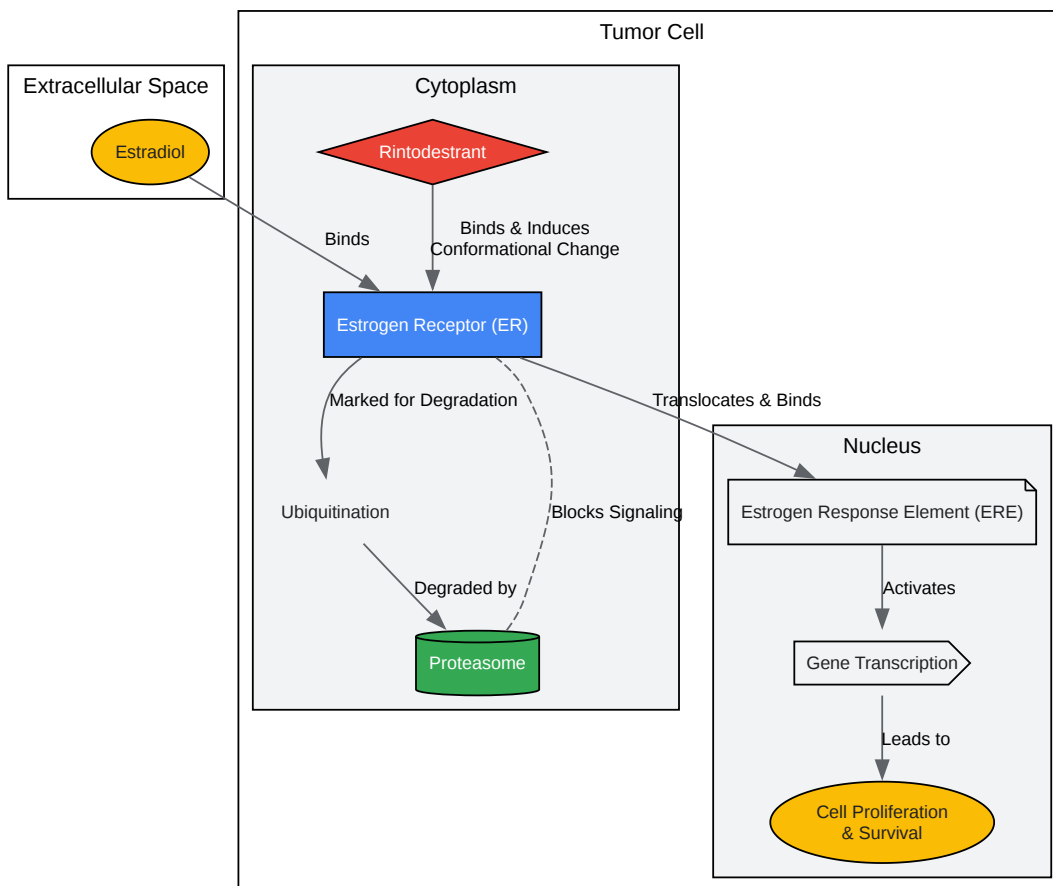 Tumor Cell
Extracellular Space
Cytoplasm
Estradiol
Rintodestrant
Binds
Binds & Induces
Conformational Change
Estrogen Receptor (ER)
Marked for Degradation
Translocates & Binds
Nucleus
Ubiquitination
Blocks Signaling
Estrogen Response Element (ERE)
Degraded by
Activates
Proteasome
Gene Transcription
Leads to
Cell Proliferation
& Survival